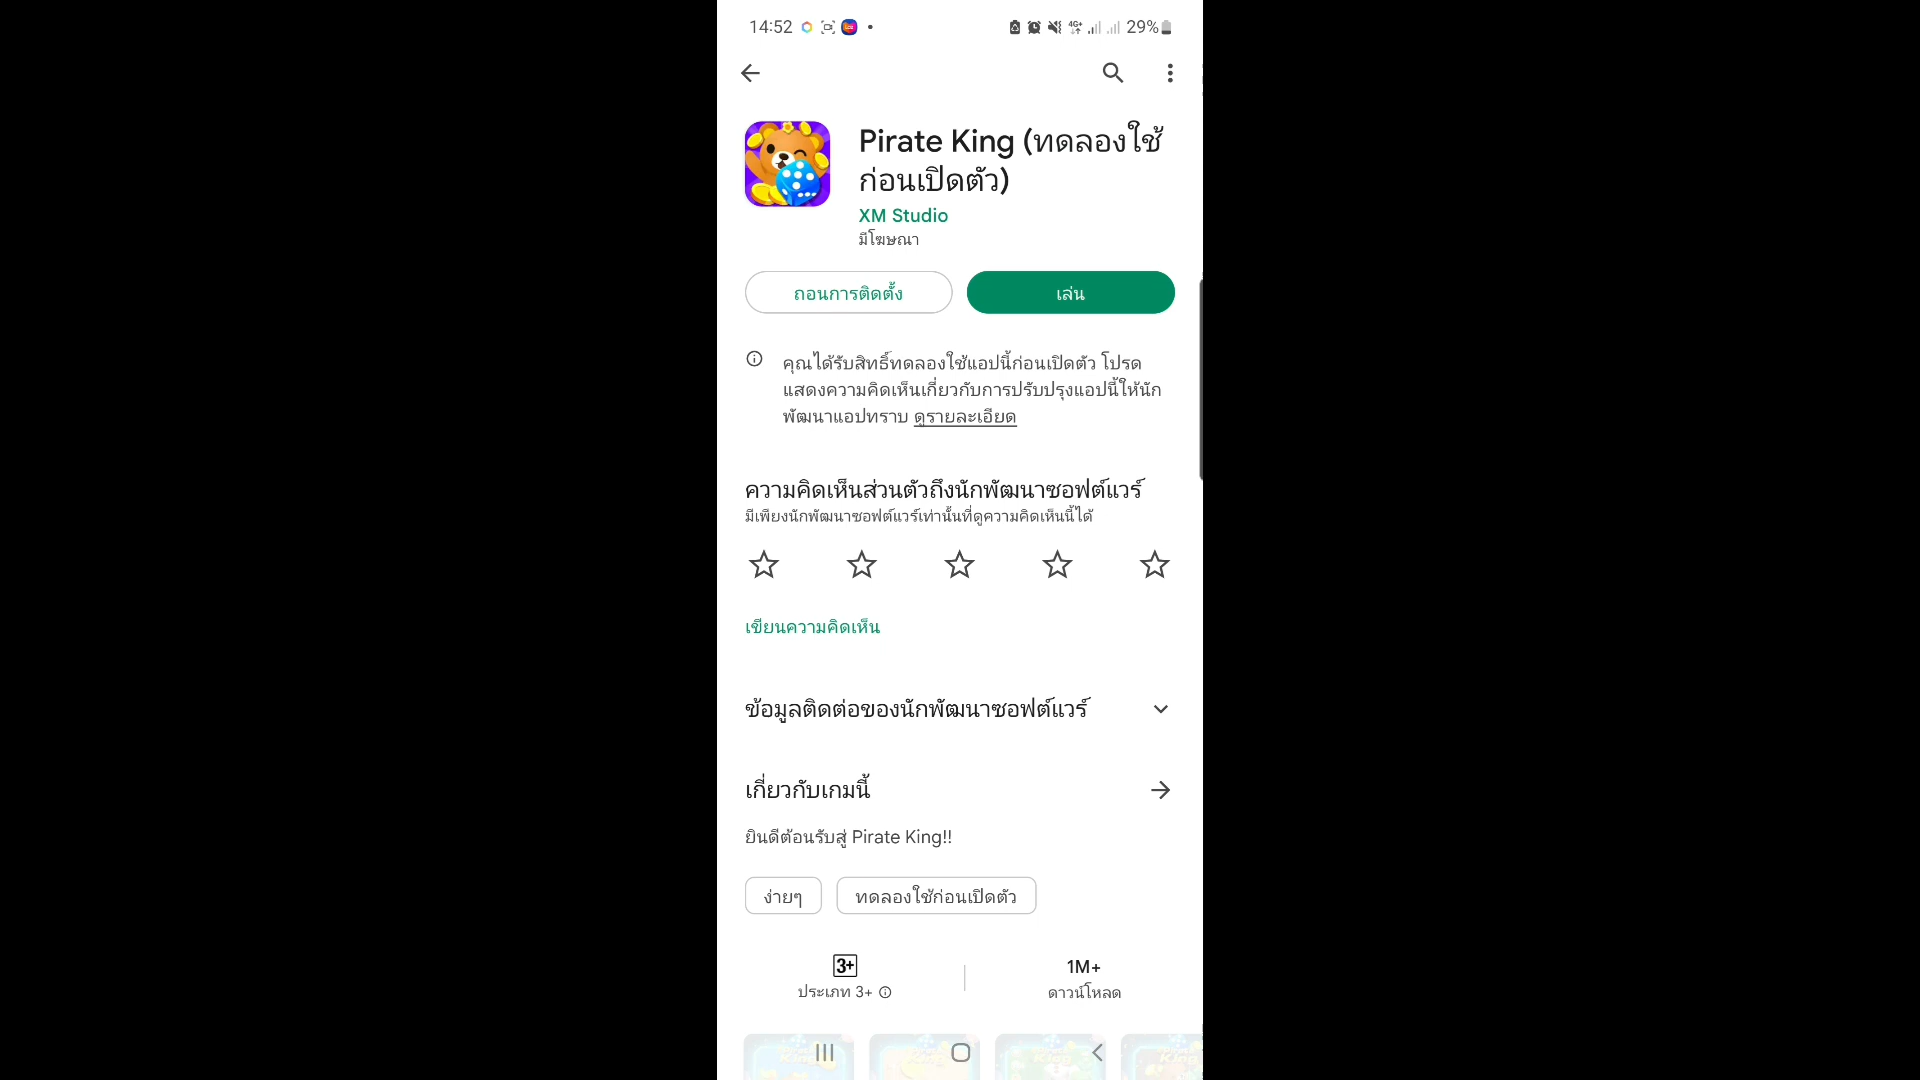 14:52
4G+ 29%
Pirate King (ทดลองใช้
ก่อนเปิดตัว)
XM Studio
มีโฆษณา
ถอนการติดตั้ง
เล่น
คุณได้รับสิทธิ์ทดลองใช้แอปนี้ก่อนเปิดตัว โปรด
แสดงความคิดเห็นเกี่ยวกับการปรับปรุงแอปนี้ให้นัก
พัฒนาแอปทราบ ดูรายละเอียด
ความคิดเห็นส่วนตัวถึงนักพัฒนาซอฟต์แวร์
มีเพียงนักพัฒนาซอฟต์แวร์เท่านั้นที่ดูความคิดเห็นนี้ได้
เขียนความคิดเห็น
ข้อมูลติดต่อของนักพัฒนาซอฟต์แวร์
เกี่ยวกับเกมนี้
ยินดีต้อนรับสู่ Pirate King!!
ง่ายๆ
ทดลองใช้ก่อนเปิดตัว
3+
ประเภท 3+
1M+
ดาวน์โหลด